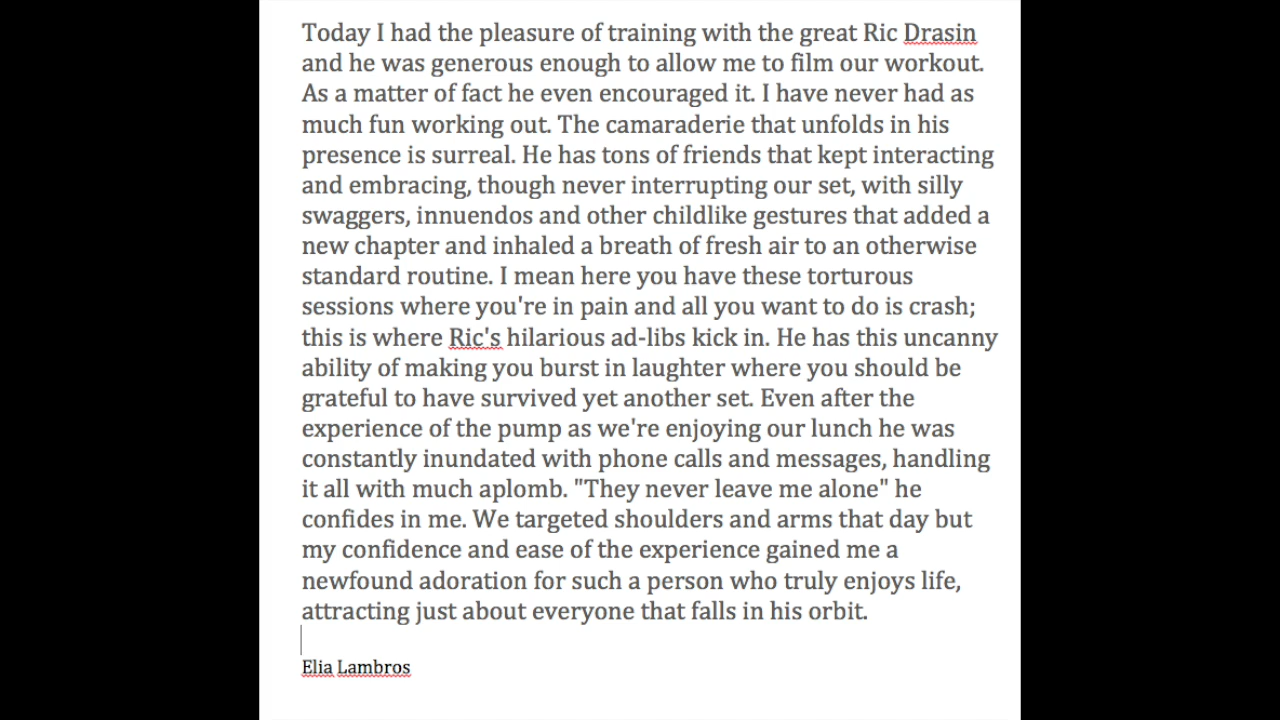 Today I had the pleasure of training with the great Ric Drasin
and he was generous enough to allow me to film our workout.
As a matter of fact he even encouraged it. I have never had as
much fun working out. The camaraderie that unfolds in his
presence is surreal. He has tons of friends that kept interacting
and embracing, though never interrupting our set, with silly
swaggers, innuendos and other childlike gestures that added a
new chapter and inhaled a breath of fresh air to an otherwise
standard routine. I mean here you have these torturous
sessions where you're in pain and all you want to do is crash;
this is where Ric's hilarious ad-libs kick in. He has this uncanny
ability of making you burst in laughter where you should be
grateful to have survived yet another set. Even after the
experience of the pump as we're enjoying our lunch he was
constantly inundated with phone calls and messages, handling
it all with much aplomb. "They never leave me alone" he
confides in me. We targeted shoulders and arms that day but
my confidence and ease of the experience gained me a
newfound adoration for such a person who truly enjoys life,
attracting just about everyone that falls in his orbit.
Elia Lambros